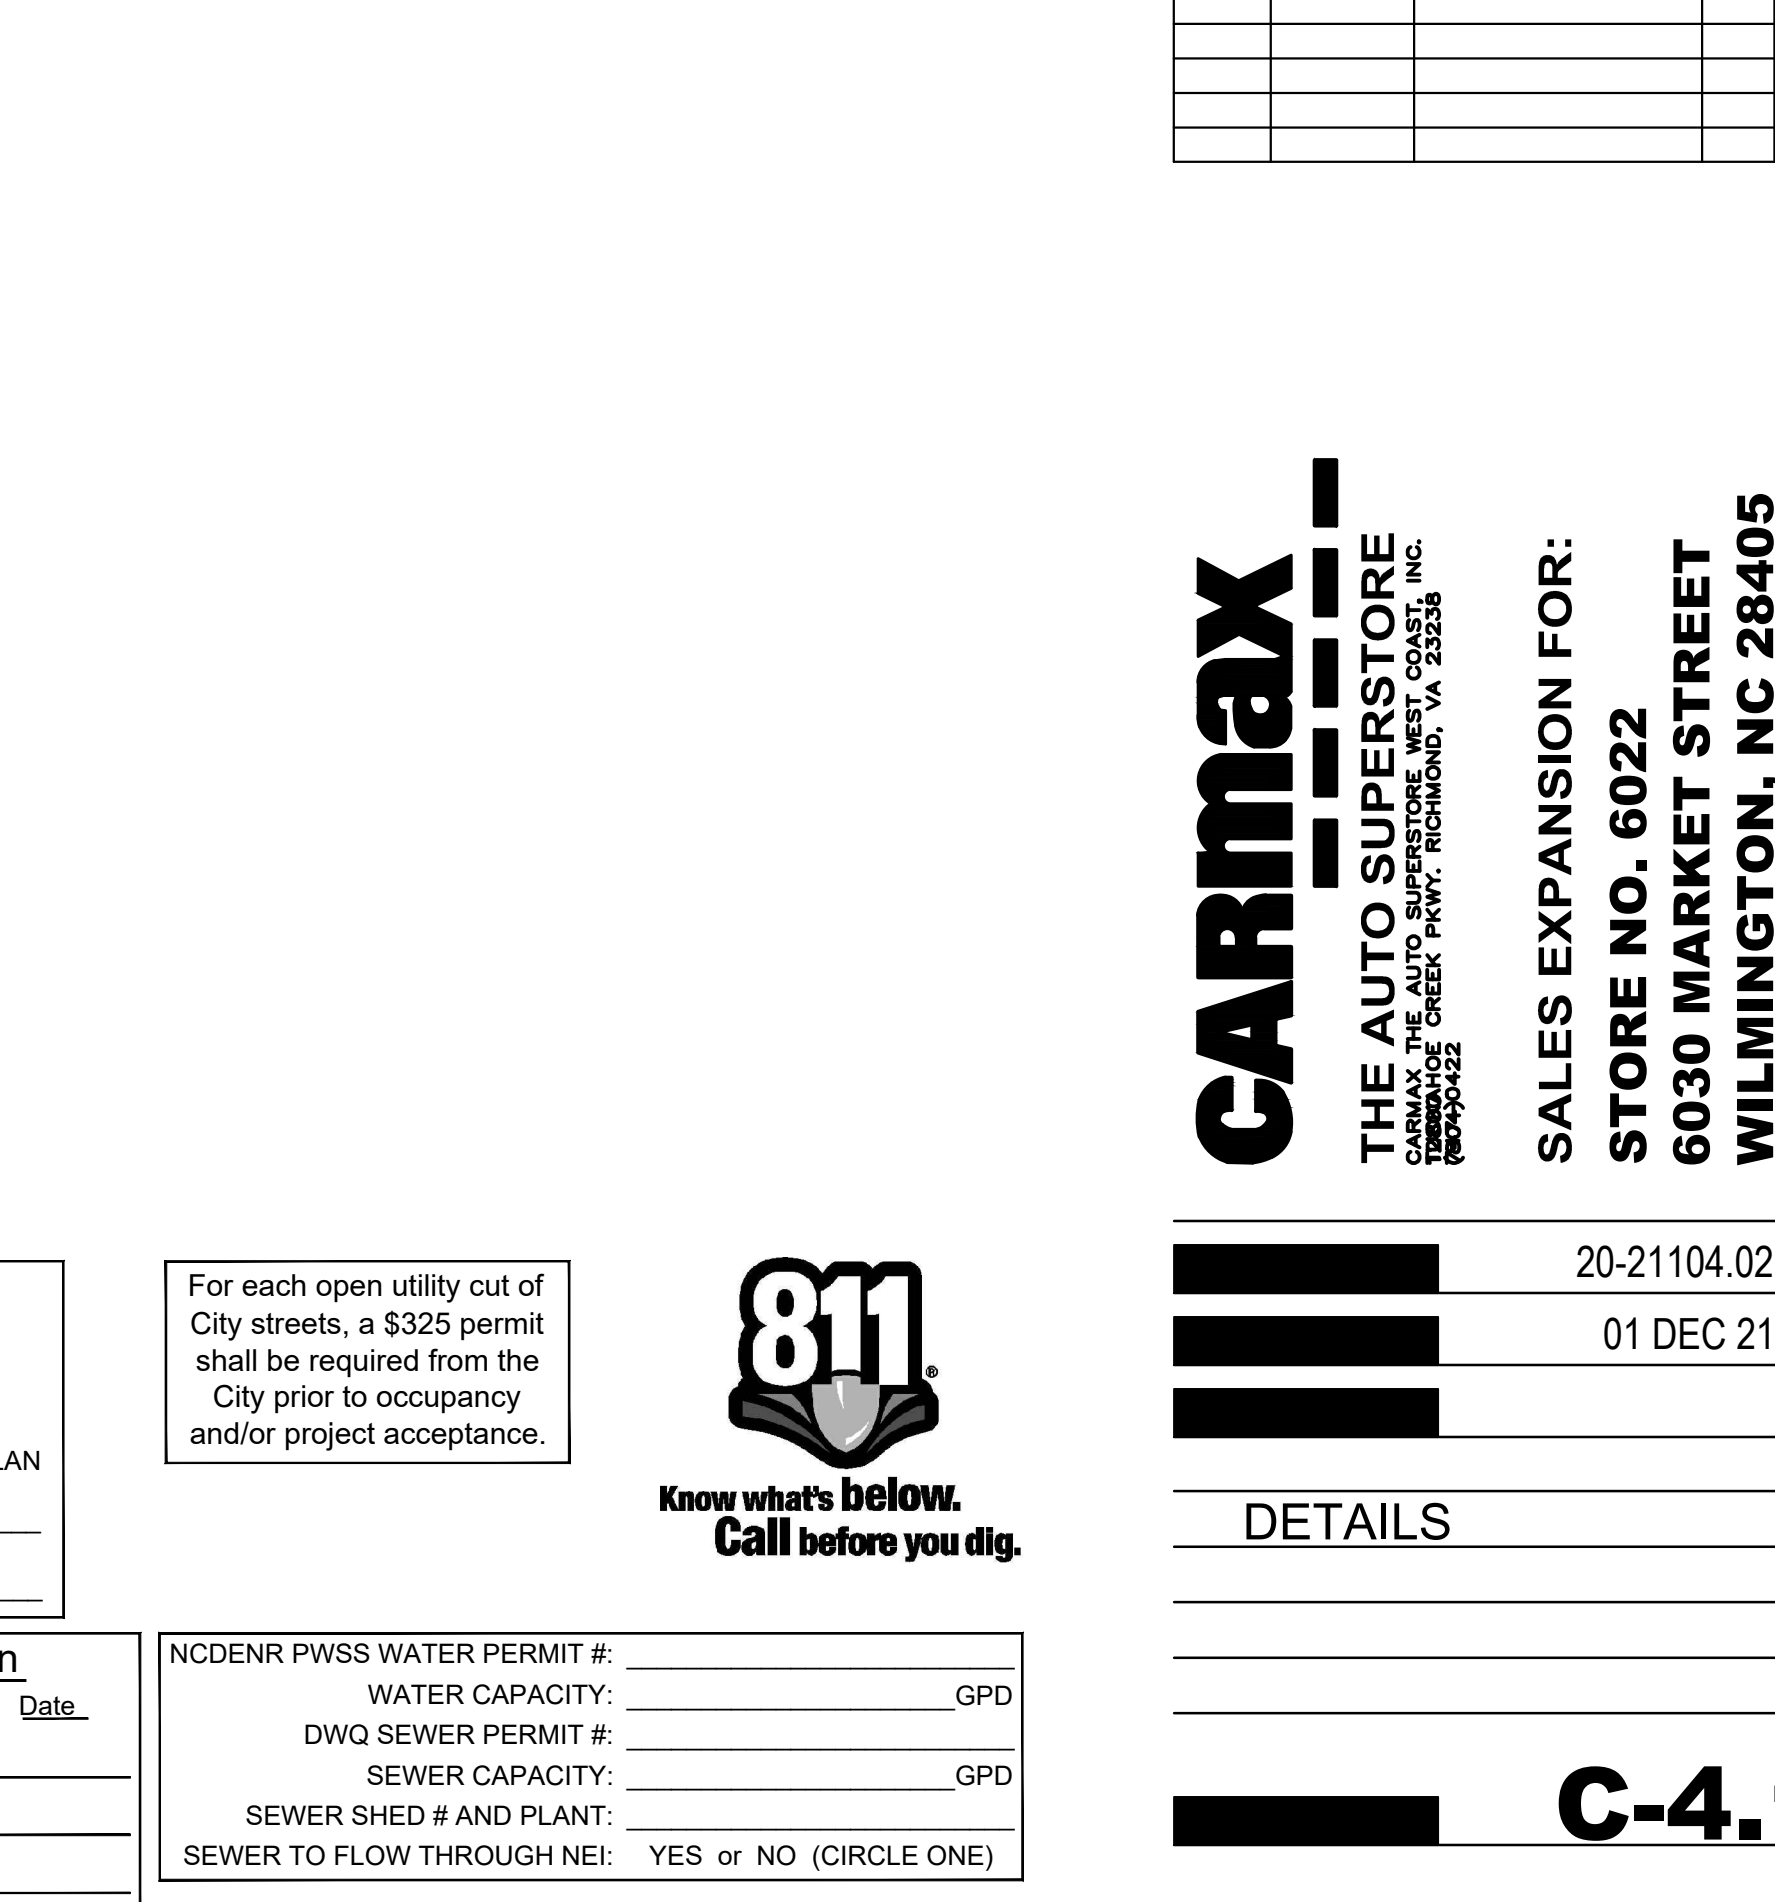 CARmax
THE AUTO SUPERSTORE
CARMAX THE AUTO SUPERSTORE WEST COAST, INC.
CREEK PKWY. RICHMOND, VA 23238
SALES EXPANSION FOR:
STORE NO. 6022
6030 MARKET STREET
WILMINGTON, NC 28405
LAN
For each open utility cut of
City streets, a $325 permit
shall be required from the
City prior to occupancy
and/or project acceptance.
811®
Know what's below.
Call before you dig.
20-21104.02
01 DEC 21
DETAILS
n
Date
NCDENR PWSS WATER PERMIT #:
WATER CAPACITY: GPD
DWQ SEWER PERMIT #:
SEWER CAPACITY: GPD
SEWER SHED # AND PLANT:
SEWER TO FLOW THROUGH NEI: YES or NO (CIRCLE ONE)
C-4.